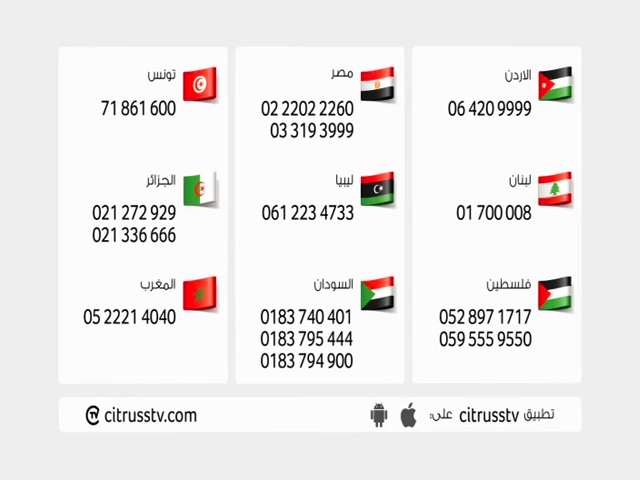 الاردن
06 420 9999
لبنان
01 700 008
فلسطين
052 897 1717
059 555 9550
مصر
02 2202 2260
03 319 3999
ليبيا
061 223 4733
السودان
0183 740 401
0183 795 444
0183 794 900
تونس
71 861 600
الجزائر
021 272 929
021 336 666
المغرب
05 2221 4040
تطبيق citrusstv على:
citrusstv.com